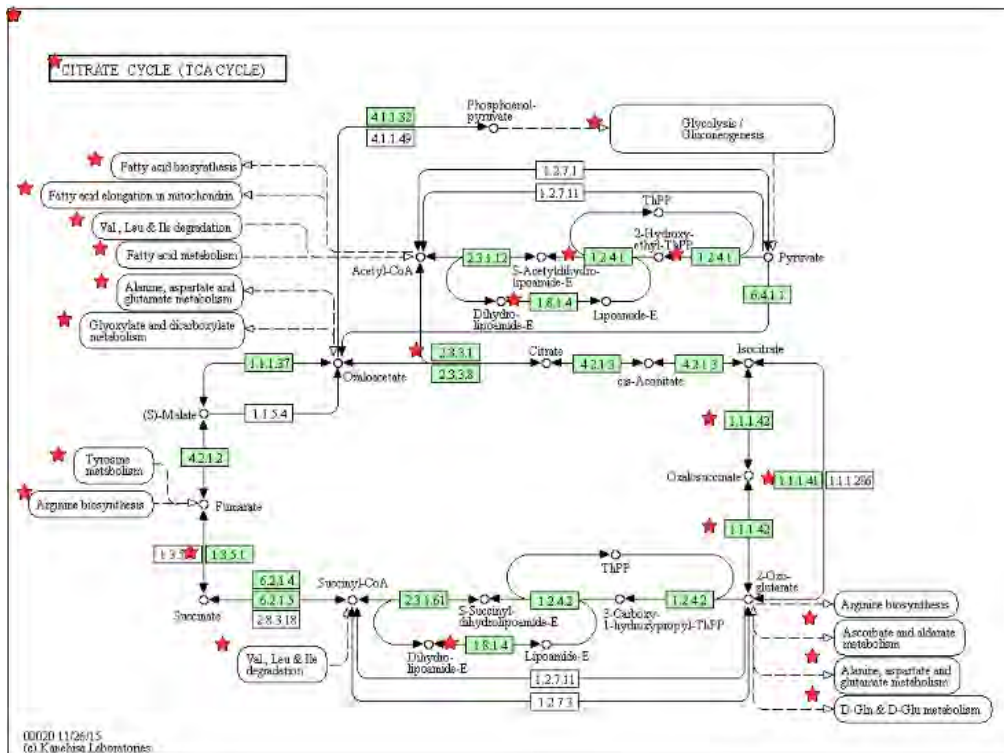 CITRATE CYCLE (TCA CYCLE)
Phosphoenol-
pyruvate
4.1.1.32
4.1.1.49
Glycolysis /
Gluconeogenesis
Fatty acid biosynthesis
Fatty acid elongation in mitochondria
Val, Leu & Ile degradation
Fatty acid metabolism
Alanine, aspartate and
glutamate metabolism
Glyoxylate and dicarboxylate
metabolism
1.2.7.1
1.2.7.11
ThPP
2-Hydroxy-
ethyl-ThPP
Acetyl-CoA
2.3.1.12
S-Acetyldihydro-
lipoamide-E
1.2.4.1
1.2.4.1
Pyruvate
Dihydro-
lipoamide-E
1.8.1.4
Lipoamide-E
6.4.1.1
1.1.1.37
Oxaloacetate
2.3.3.1
2.3.3.8
Citrate
4.2.1.3
cis-Aconitate
4.2.1.3
Isocitrate
(S)-Malate
1.1.5.4
1.1.1.42
4.2.1.2
Tyrosine
metabolism
Oxalosuccinate
1.1.1.41
1.1.1.286
Arginine biosynthesis
Fumarate
1.1.1.42
1.3.5.1
ThPP
6.2.1.4
6.2.1.5
2.8.3.18
Succinate
Succinyl-CoA
2.3.1.61
S-Succinyl-
dihydrolipoamide-E
1.2.4.2
3-Carboxy-
1-hydroxypropyl-ThPP
1.2.4.2
2-Oxo-
glutarate
Arginine biosynthesis
Val, Leu & Ile
degradation
Dihydro-
lipoamide-E
1.8.1.4
Lipoamide-E
Ascorbate and aldarate
metabolism
1.2.7.11
1.2.7.3
Alanine, aspartate and
glutamate metabolism
D-Gln & D-Glu metabolism
00020 11/26/15
(c) Kanehisa Laboratories